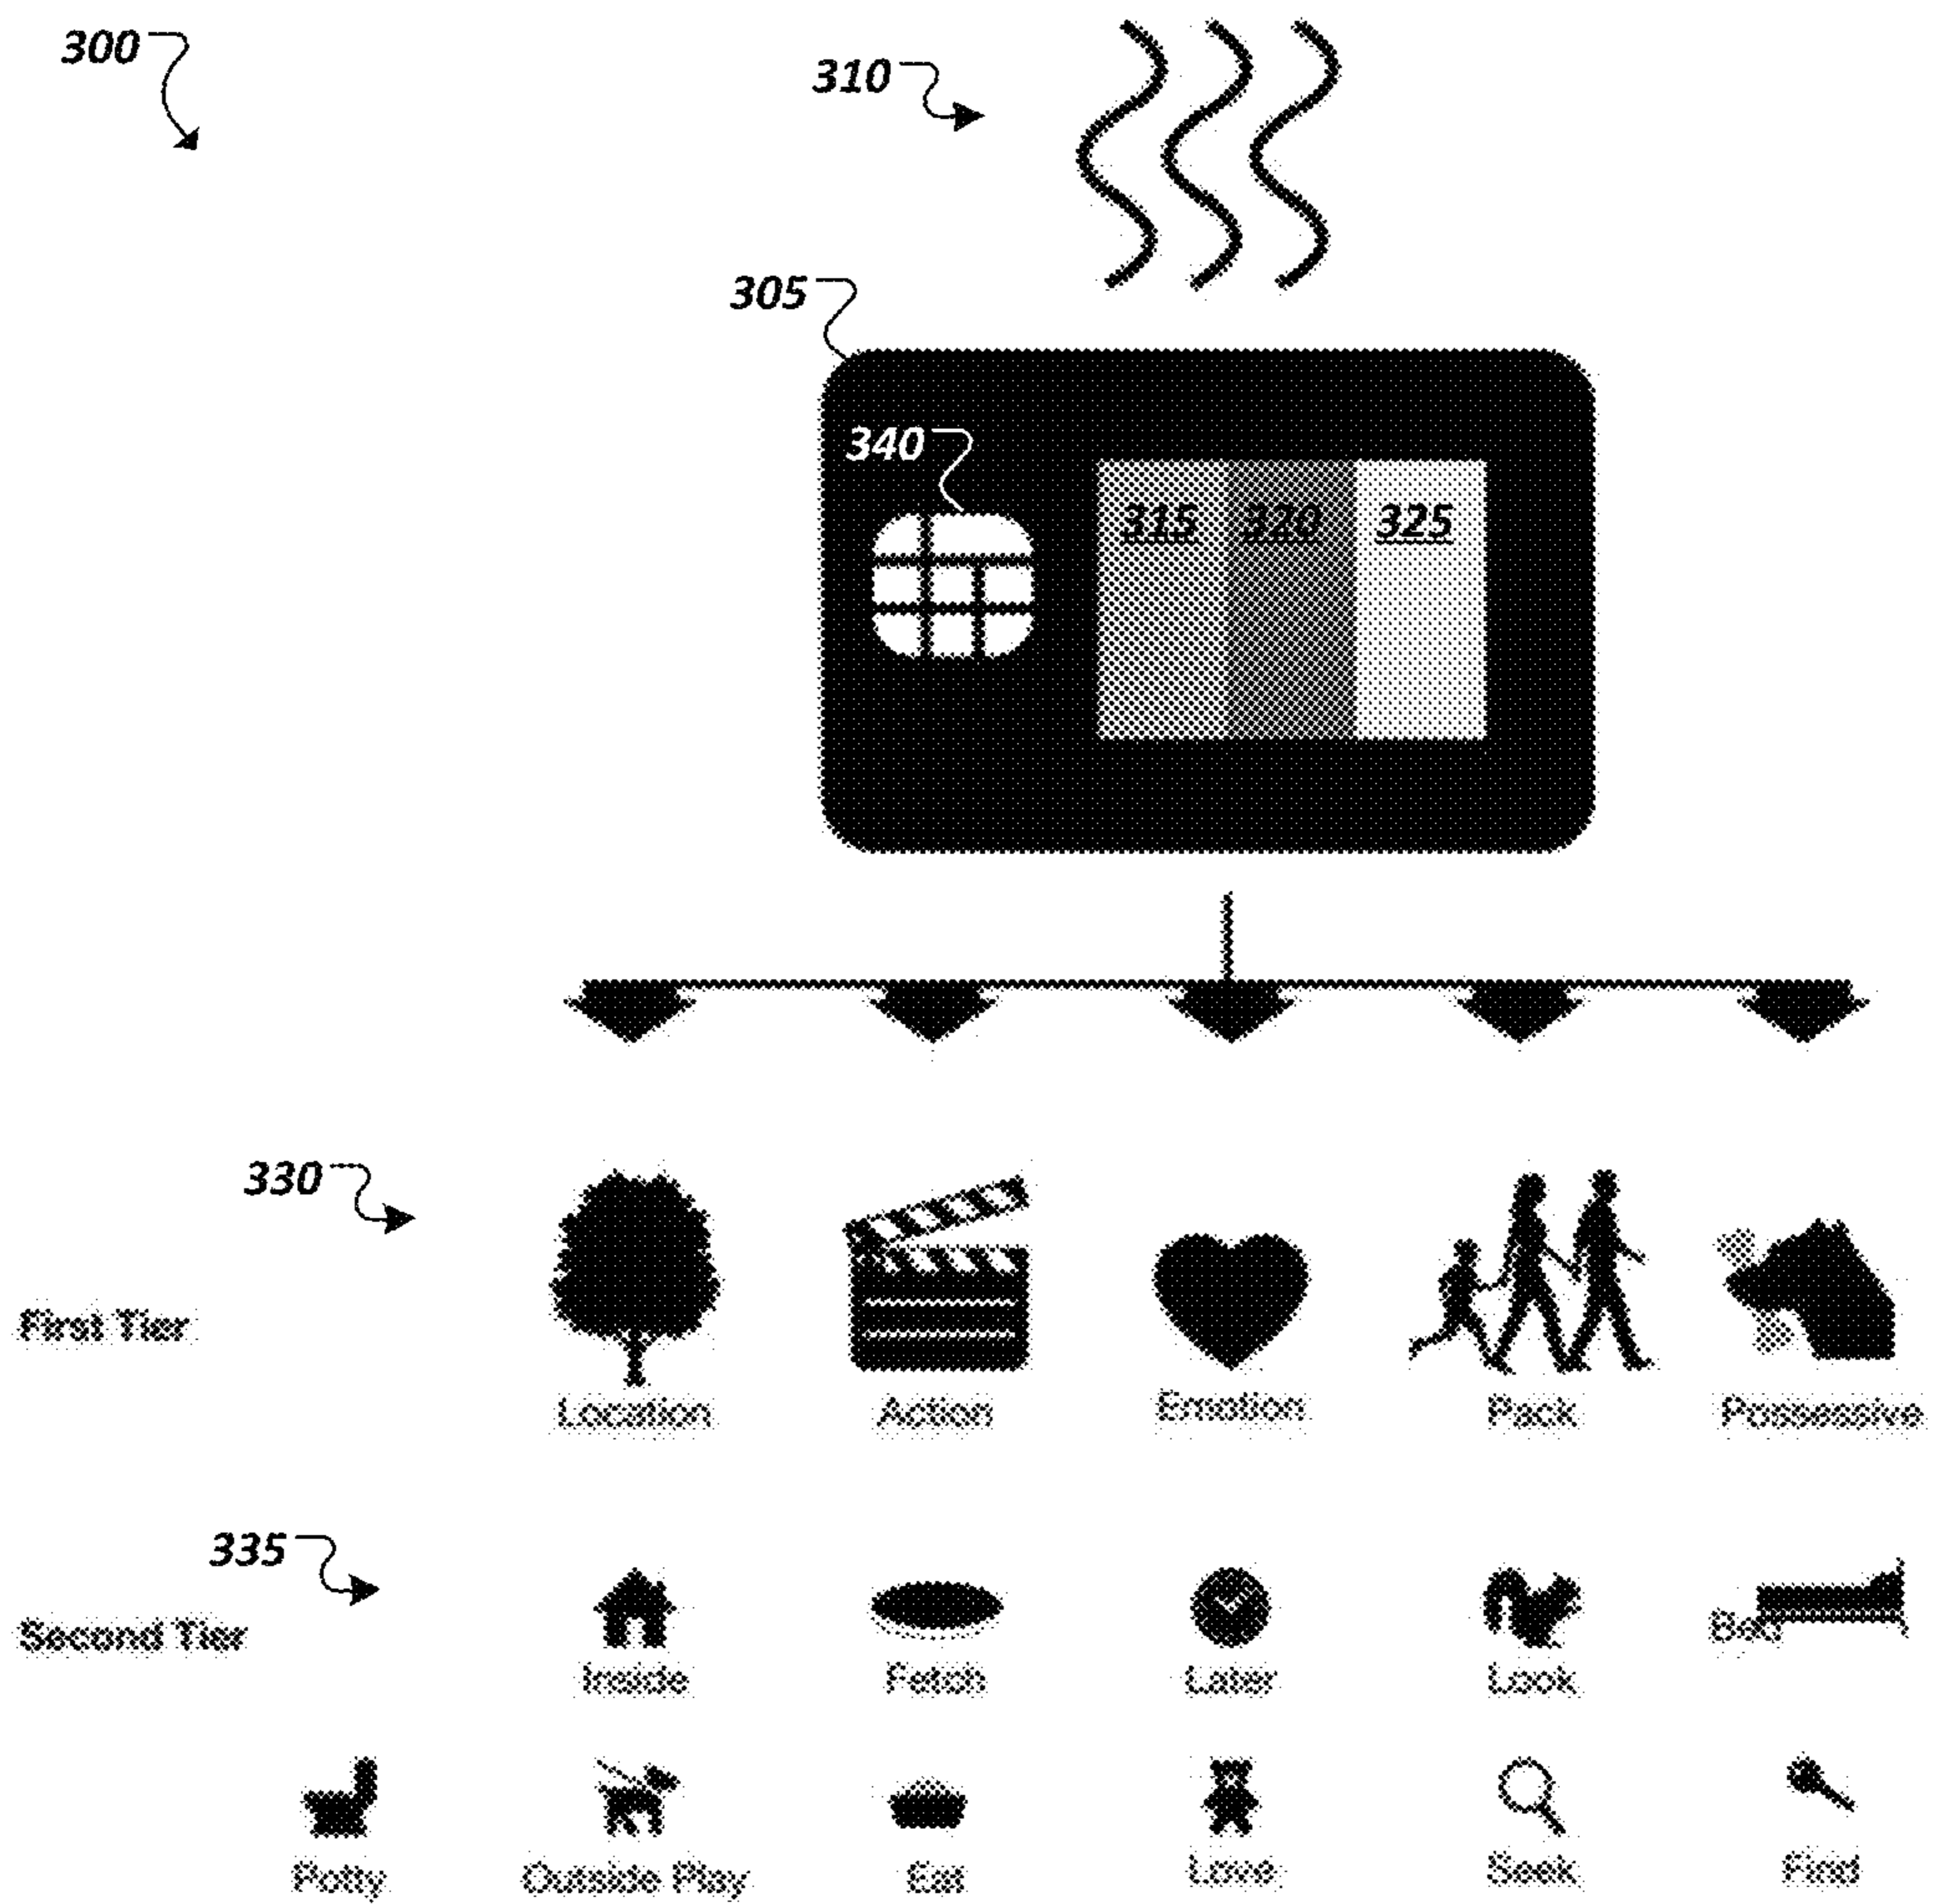 300
310
305
340
315 320 325
330
First Tier
Location Action Emotion Pack Possessive
335
Second Tier
Bed
Inside Fetch Later Look
Potty Outside Play Eat Love Seek Find